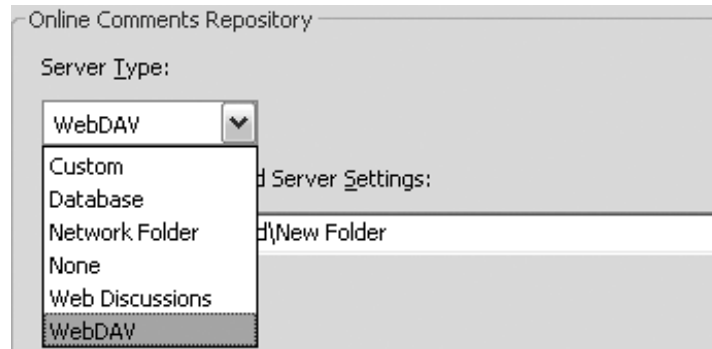 Online Comments Repository
Server Type:
WebDAV
Custom
Database
Network Folder
None
Web Discussions
WebDAV
Server Settings:
\New Folder